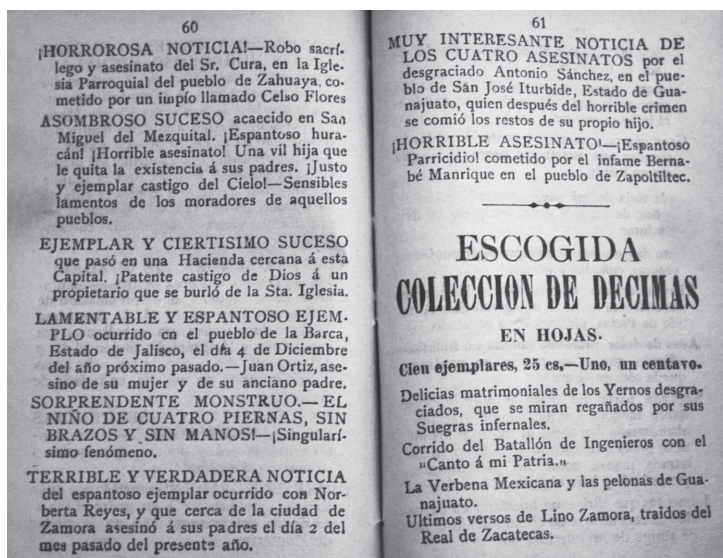 60
¡HORROROSA NOTICIA!—Robo sacrí-
lego y asesinato del Sr. Cura, en la Igle-
sia Parroquial del pueblo de Zahuaya, co-
metido por un impío llamado Celso Flores
ASOMBROSO SUCESO acaecido en San
Miguel del Mezquital. ¡Espantoso hura-
cán! ¡Horrible asesinato! Una vil hija que
le quita la existencia á sus padres. ¡Justo
y ejemplar castigo del Cielo!—Sensibles
lamentos de los moradores de aquellos
pueblos.
EJEMPLAR Y CIERTISIMO SUCESO
que pasó en una Hacienda cercana á esta
Capital. ¡Patente castigo de Dios á un
propietario que se burló de la Sta. Iglesia.
LAMENTABLE Y ESPANTOSO EJEM-
PLO ocurrido en el pueblo de la Barca,
Estado de Jalisco, el día 4 de Diciembre
del año próximo pasado.—Juan Ortiz, ase-
sino de su mujer y de su anciano padre.
SORPRENDENTE MONSTRUO.— EL
NIÑO DE CUATRO PIERNAS, SIN
BRAZOS Y SIN MANOS!—¡Singularí-
simo fenómeno.
TERRIBLE Y VERDADERA NOTICIA
del espantoso ejemplar ocurrido con Nor-
berta Reyes, y que cerca de la ciudad de
Zamora asesinó á sus padres el día 2 del
mes pasado del presente año.
61
MUY INTERESANTE NOTICIA DE
LOS CUATRO ASESINATOS por el
desgraciado Antonio Sánchez, en el pue-
blo de San José Iturbide, Estado de Gua-
najuato, quien después del horrible crimen
se comió los restos de su propio hijo.
¡HORRIBLE ASESINATO!—¡Espantoso
Parricidio! cometido por el infame Berna-
bé Manrique en el pueblo de Zapoltiltec.
ESCOGIDA
COLECCION DE DECIMAS
EN HOJAS.
Cien ejemplares, 25 cs.—Uno, un centavo.
Delicias matrimoniales de los Yernos desgra-
ciados, que se miran regañados por sus
Suegras infernales.
Corrido del Batallón de Ingenieros con el
"Canto á mi Patria."
La Verbena Mexicana y las pelonas de Gua-
najuato.
Ultimos versos de Lino Zamora, traidos del
Real de Zacatecas.